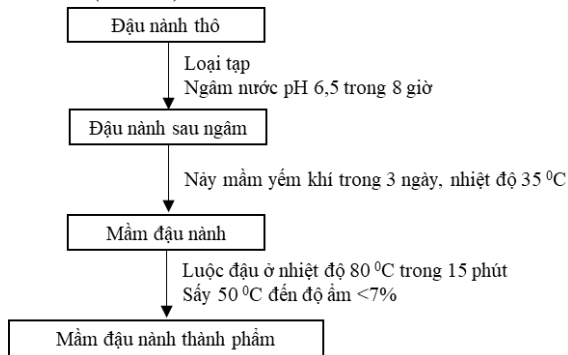 Đậu nành thô
Loại tạp
Ngâm nước pH 6,5 trong 8 giờ
Đậu nành sau ngâm
Nảy mầm yếm khí trong 3 ngày, nhiệt độ 35 ⁰C
Mầm đậu nành
Luộc đậu ở nhiệt độ 80 ⁰C trong 15 phút
Sấy 50 ⁰C đến độ ẩm <7%
Mầm đậu nành thành phẩm